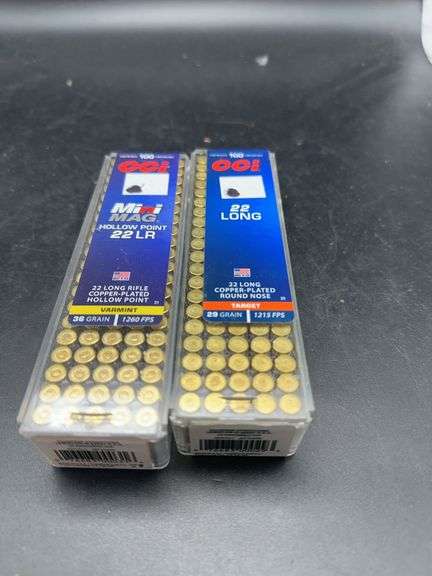 100
CCI
Mini
MAG.
HOLLOW POINT
22 LR
22 LONG RIFLE
COPPER-PLATED
HOLLOW POINT
VARMINT
36 GRAIN 1260 FPS
100
CCI
22
LONG
22 LONG
COPPER-PLATED
ROUND NOSE
TARGET
29 GRAIN 1215 FPS